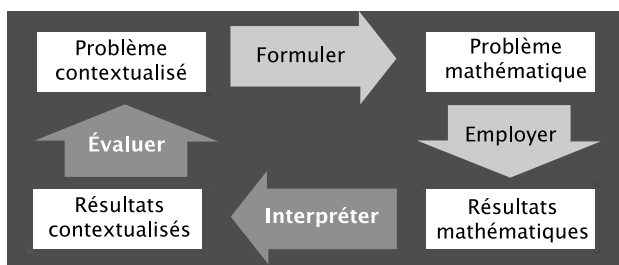 Problème
contextualisé
Formuler
Problème
mathématique
Employer
Résultats
mathématiques
Interpréter
Résultats
contextualisés
Évaluer